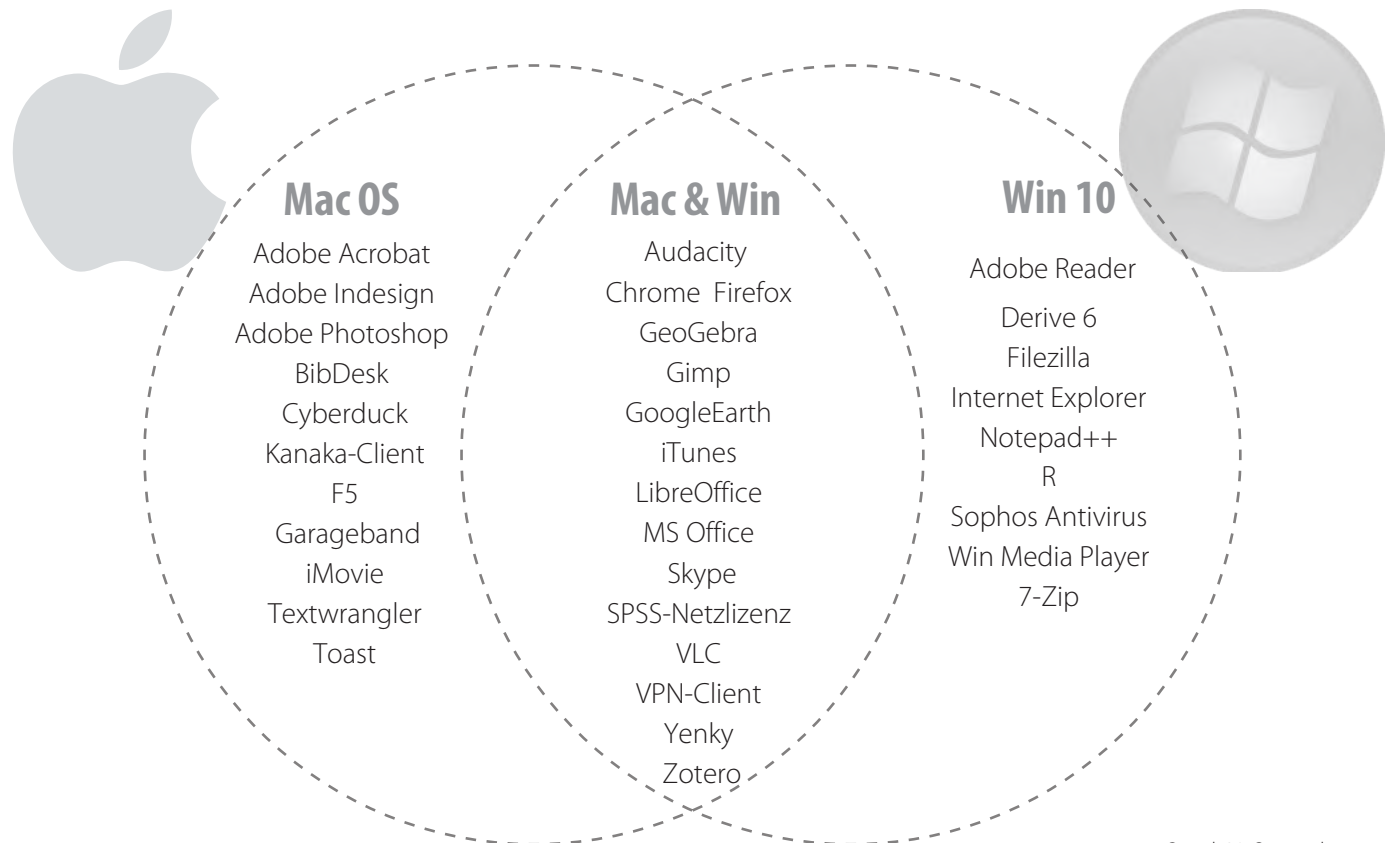 Mac OS
Adobe Acrobat
Adobe Indesign
Adobe Photoshop
BibDesk
Cyberduck
Kanaka-Client
F5
Garageband
iMovie
Textwrangler
Toast
Mac & Win
Audacity
Chrome Firefox
GeoGebra
Gimp
GoogleEarth
iTunes
LibreOffice
MS Office
Skype
SPSS-Netzlizenz
VLC
VPN-Client
Yenky
Zotero
Win 10
Adobe Reader
Derive 6
Filezilla
Internet Explorer
Notepad++
R
Sophos Antivirus
Win Media Player
7-Zip